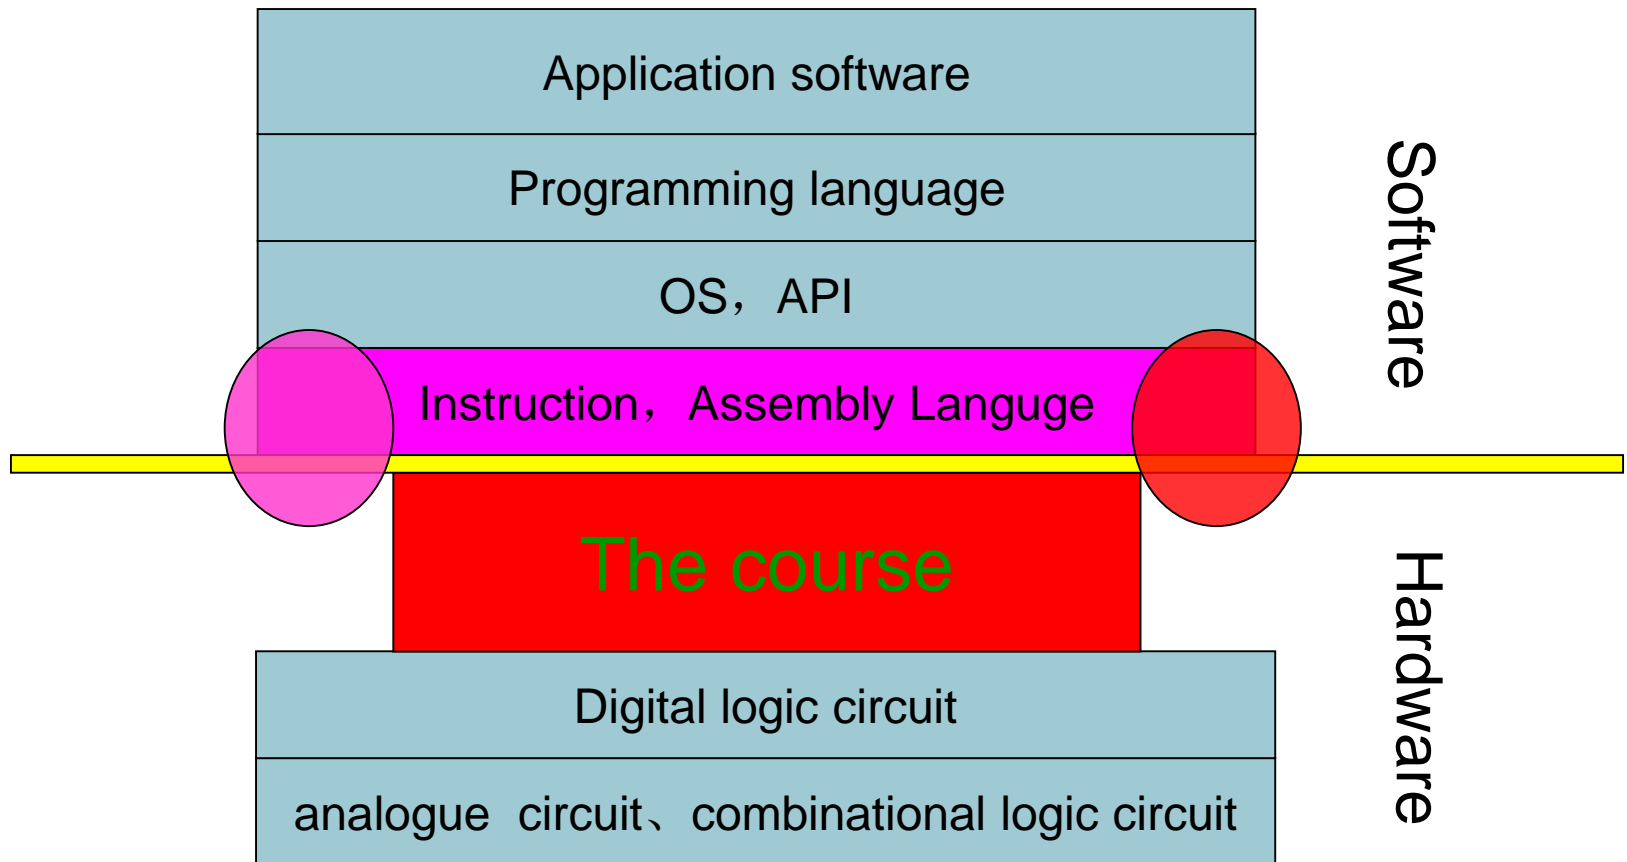 Application software
Programming language
OS，API
Instruction，Assembly Languge
The course
Digital logic circuit
analogue circuit、combinational logic circuit
Software
Hardware